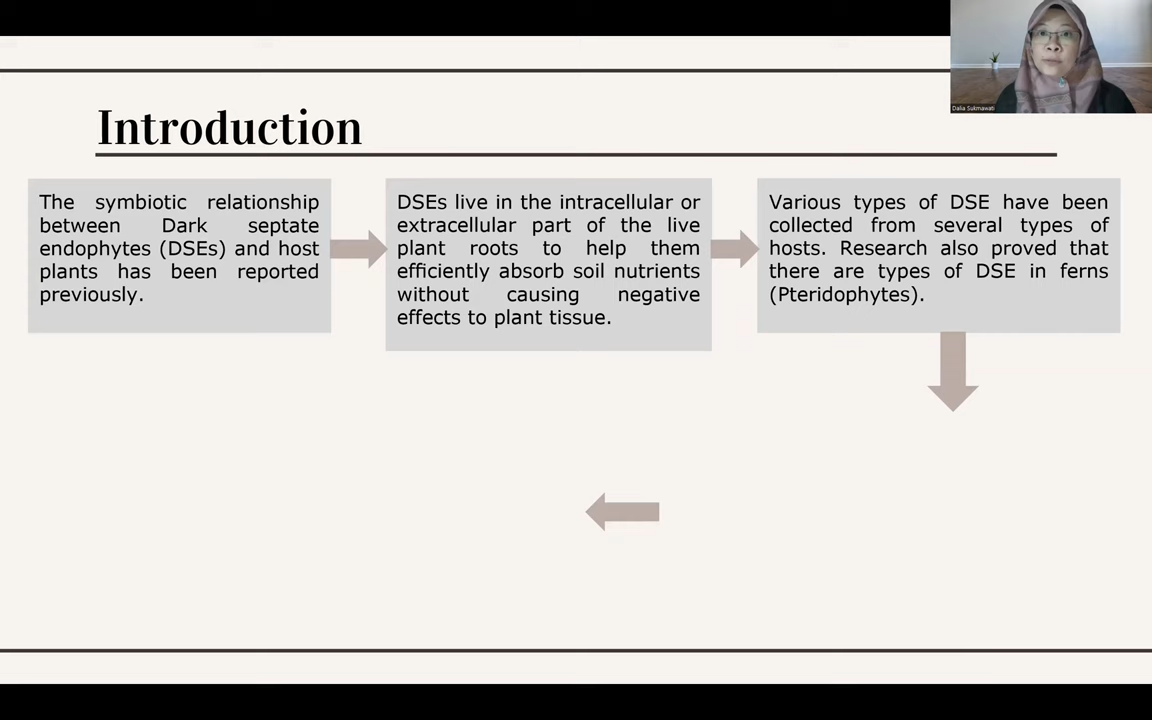 Dalia Sukmawati
Introduction
The symbiotic relationship
between Dark septate
endophytes (DSEs) and host
plants has been reported
previously.
DSEs live in the intracellular or
extracellular part of the live
plant roots to help them
efficiently absorb soil nutrients
without causing negative
effects to plant tissue.
Various types of DSE have been
collected from several types of
hosts. Research also proved that
there are types of DSE in ferns
(Pteridophytes).